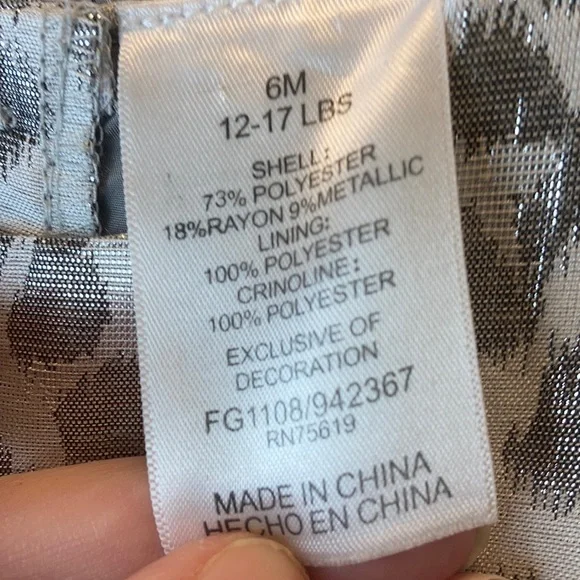 6M
12-17 LBS
SHELL:
73% POLYESTER
18%RAYON 9%METALLIC
LINING:
100% POLYESTER
CRINOLINE:
100% POLYESTER
EXCLUSIVE OF
DECORATION
FG1108/942367
RN75619
MADE IN CHINA
HECHO EN CHINA